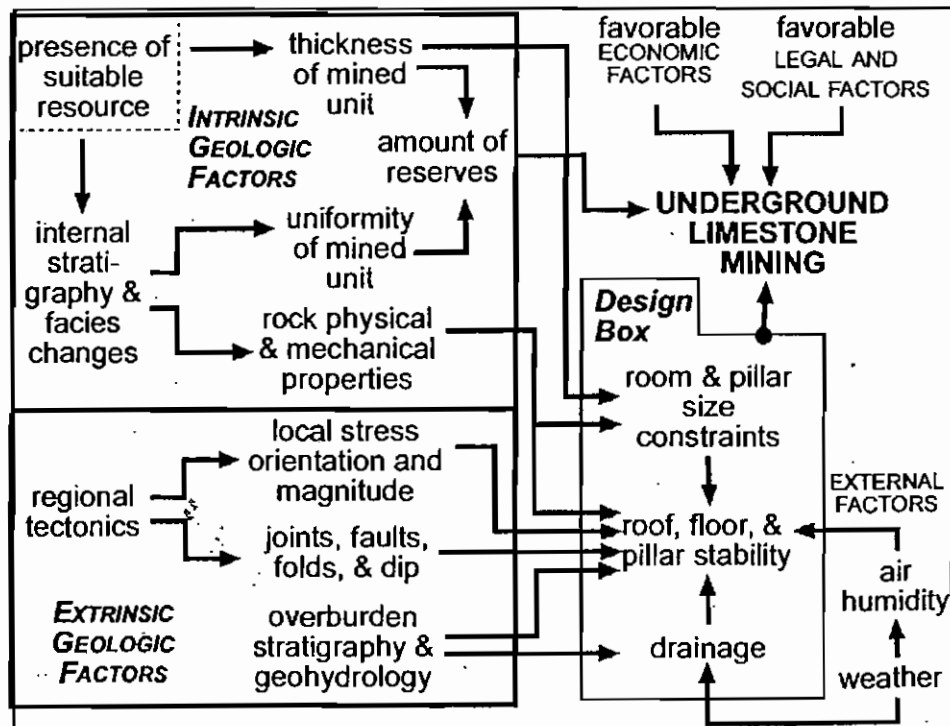 presence of
suitable
resource
thickness
of mined
unit
INTRINSIC
GEOLOGIC
FACTORS
amount of
reserves
internal
strati-
graphy &
facies
changes
uniformity
of mined
unit
rock physical
& mechanical
properties
favorable
ECONOMIC
FACTORS
favorable
LEGAL AND
SOCIAL FACTORS
UNDERGROUND
LIMESTONE
MINING
Design
Box
room & pillar
size
constraints
roof, floor, &
pillar stability
drainage
EXTERNAL
FACTORS
air
humidity
weather
regional
tectonics
local stress
orientation and
magnitude
joints, faults,
folds, & dip
EXTRINSIC
GEOLOGIC
FACTORS
overburden
stratigraphy &
geohydrology